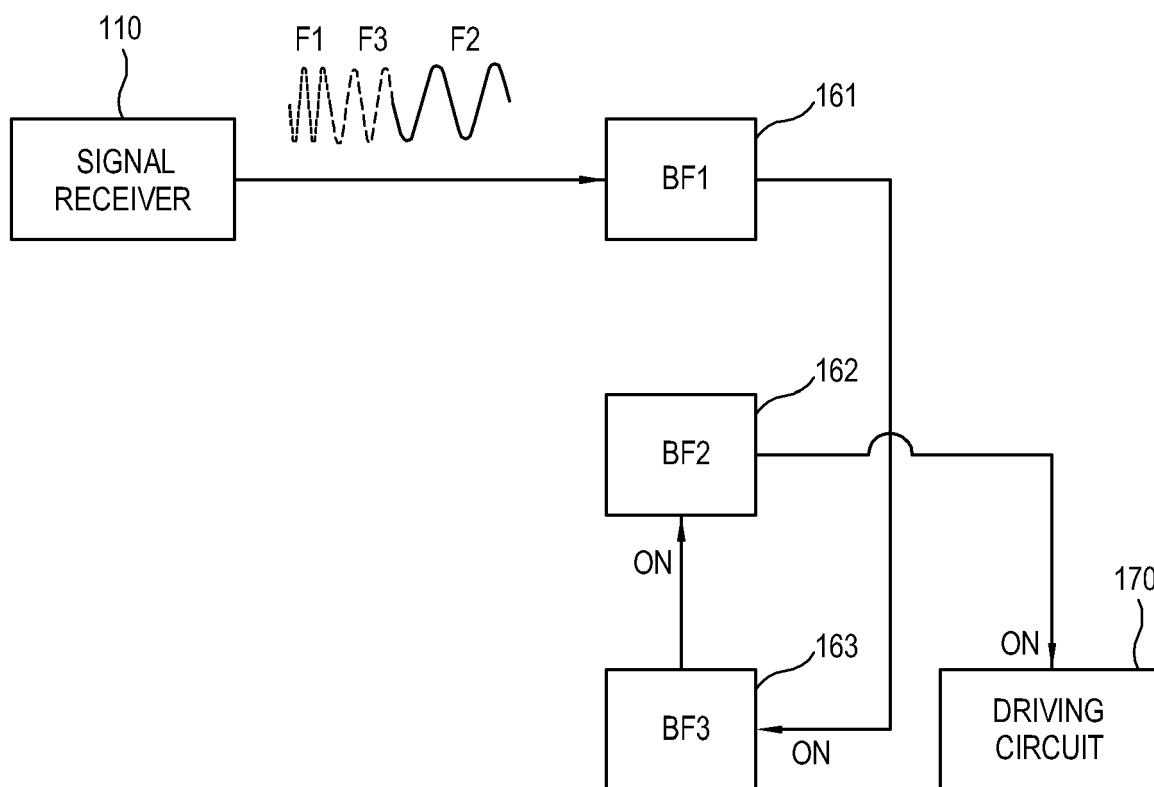 110
F1 F3 F2
161
SIGNAL
RECEIVER
BF1
162
BF2
ON
170
163
ON
BF3
ON
DRIVING
CIRCUIT